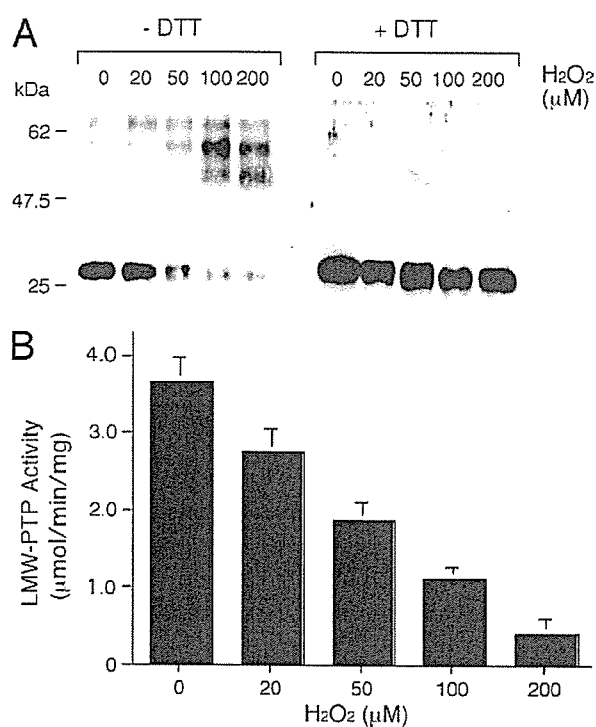 A
- DTT
+ DTT
0 20 50 100 200
0 20 50 100 200
H2O2
(μM)
kDa
62
47.5
25
B
4.0
3.0
2.0
1.0
0
LMW-PTP Activity
(μmol/min/mg)
0 20 50 100 200
H2O2 (μM)